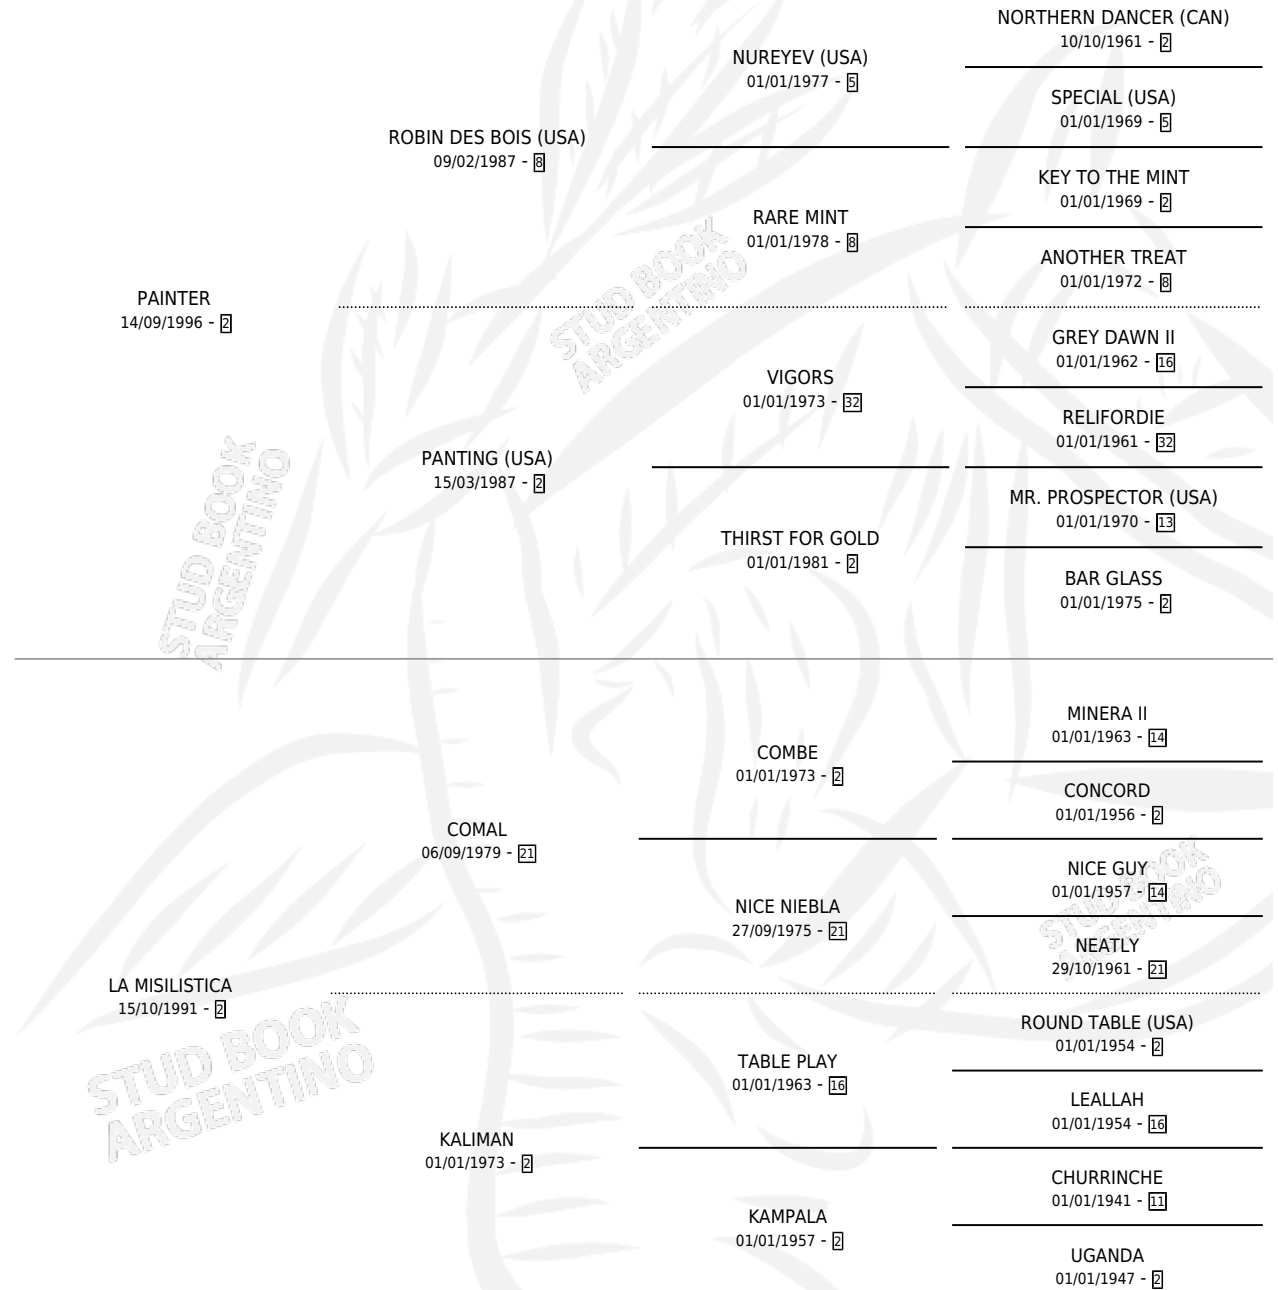 NORTHERN DANCER (CAN)
10/10/1961 - 2
NUREYEV (USA)
01/01/1977 - 5
SPECIAL (USA)
01/01/1969 - 5
ROBIN DES BOIS (USA)
09/02/1987 - 8
KEY TO THE MINT
01/01/1969 - 2
RARE MINT
01/01/1978 - 8
ANOTHER TREAT
01/01/1972 - 8
PAINTER
14/09/1996 - 2
GREY DAWN II
01/01/1962 - 16
VIGORS
01/01/1973 - 32
RELIFORDIE
01/01/1961 - 32
PANTING (USA)
15/03/1987 - 2
MR. PROSPECTOR (USA)
01/01/1970 - 13
THIRST FOR GOLD
01/01/1981 - 2
BAR GLASS
01/01/1975 - 2
MINERA II
01/01/1963 - 14
COMBE
01/01/1973 - 2
CONCORD
01/01/1956 - 2
COMAL
06/09/1979 - 21
NICE GUY
01/01/1957 - 14
NICE NIEBLA
27/09/1975 - 21
NEATLY
29/10/1961 - 21
LA MISILISTICA
15/10/1991 - 2
ROUND TABLE (USA)
01/01/1954 - 2
TABLE PLAY
01/01/1963 - 16
LEALLAH
01/01/1954 - 16
KALIMAN
01/01/1973 - 2
CHURRINCHE
01/01/1941 - 11
KAMPALA
01/01/1957 - 2
UGANDA
01/01/1947 - 2
STUD BOOK
ARGENTINO
STUD BOOK
ARGENTINO
STUD BOOK
ARGENTINO
STUD BOOK
ARGENTINO